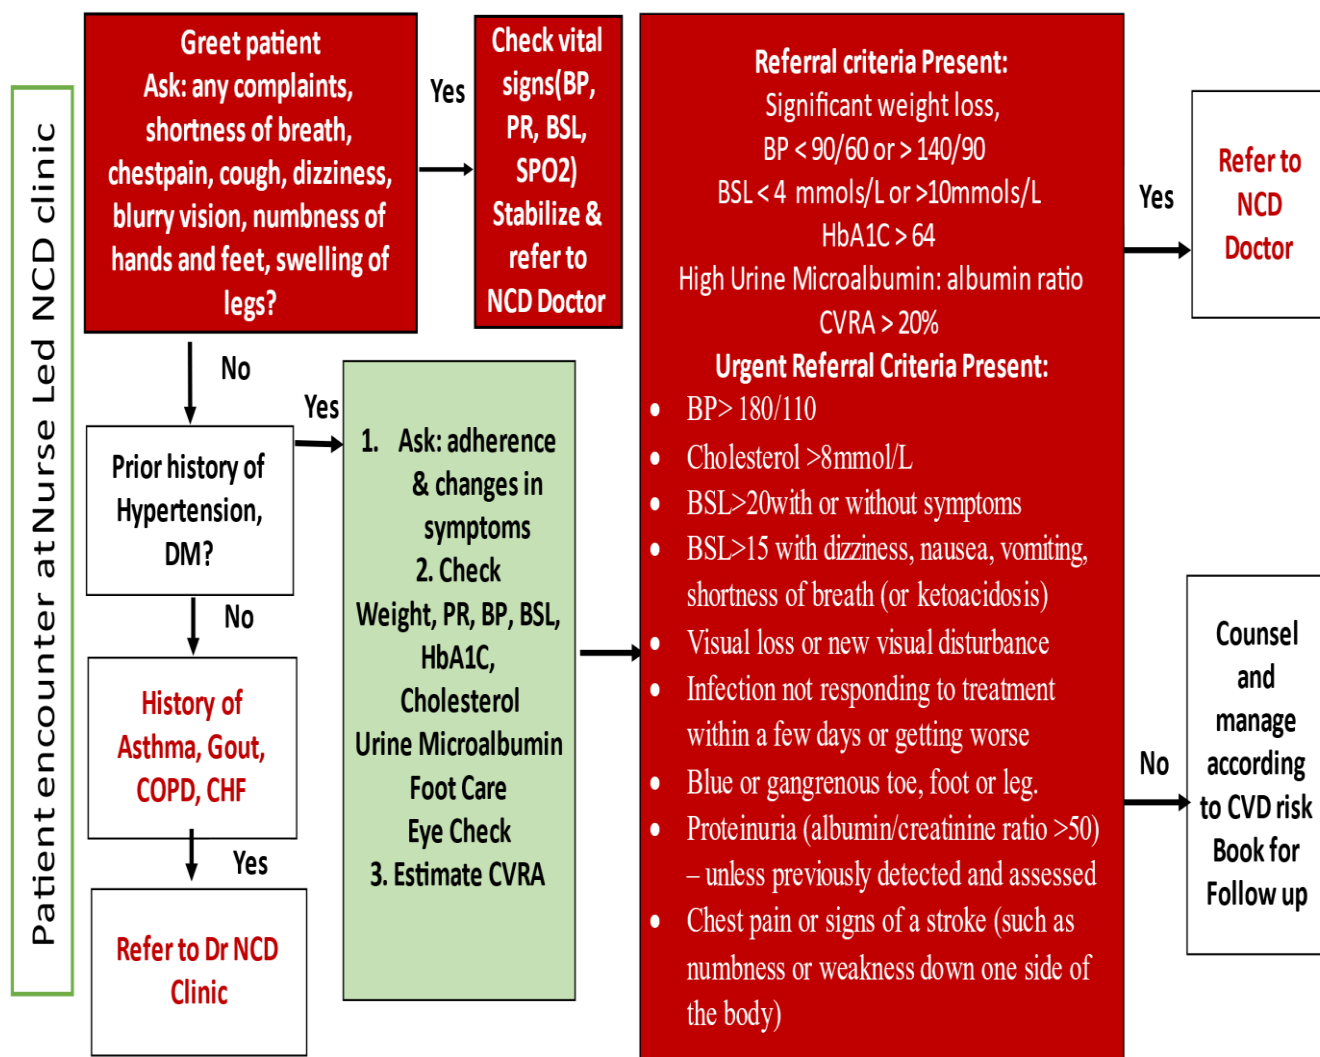 Patient encounter at Nurse Led NCD clinic
Greet patient
Ask: any complaints,
shortness of breath,
chestpain, cough, dizziness,
blurry vision, numbness of
hands and feet, swelling of
legs?
Yes
Check vital
signs(BP,
PR, BSL,
SPO2)
Stabilize &
refer to
NCD Doctor
No
Prior history of
Hypertension,
DM?
Yes
No
History of
Asthma, Gout,
COPD, CHF
Yes
Refer to Dr NCD
Clinic
1. Ask: adherence
& changes in
symptoms
2. Check
Weight, PR, BP, BSL,
HbA1C,
Cholesterol
Urine Microalbumin
Foot Care
Eye Check
3. Estimate CVRA
Referral criteria Present:
Significant weight loss,
BP < 90/60 or > 140/90
BSL < 4 mmols/L or >10mmols/L
HbA1C > 64
High Urine Microalbumin: albumin ratio
CVRA > 20%
Urgent Referral Criteria Present:
• BP> 180/110
• Cholesterol >8mmol/L
• BSL>20with or without symptoms
• BSL>15 with dizziness, nausea, vomiting,
shortness of breath (or ketoacidosis)
• Visual loss or new visual disturbance
• Infection not responding to treatment
within a few days or getting worse
• Blue or gangrenous toe, foot or leg.
• Proteinuria (albumin/creatinine ratio >50)
– unless previously detected and assessed
• Chest pain or signs of a stroke (such as
numbness or weakness down one side of
the body)
Yes
Refer to
NCD
Doctor
No
Counsel
and
manage
according
to CVD risk
Book for
Follow up